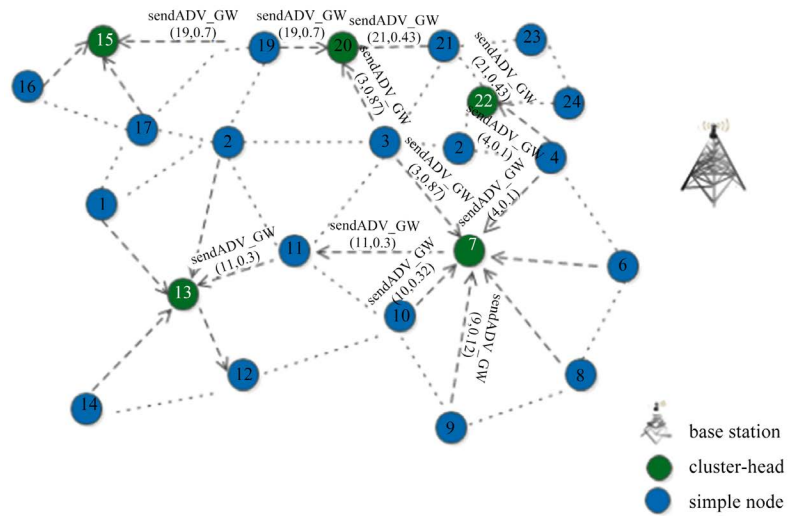 sendADV_GW
(19,0.7)
sendADV_GW
(19,0.7)
sendADV_GW
(21,0.43)
15
19
20
21
23
sendADV_GW
(21,0.43)
16
sendADV_GW
(3,0.87)
22
24
17
2
3
2
sendADV_GW
(4,0.1)
4
sendADV_GW
(3,0.87)
sendADV_GW
(4,0.1)
1
sendADV_GW
(11,0.3)
11
sendADV_GW
(11,0.3)
7
6
13
sendADV_GW
(10,0.32)
10
sendADV_GW
(9,0.12)
12
8
14
9
base station
cluster-head
simple node